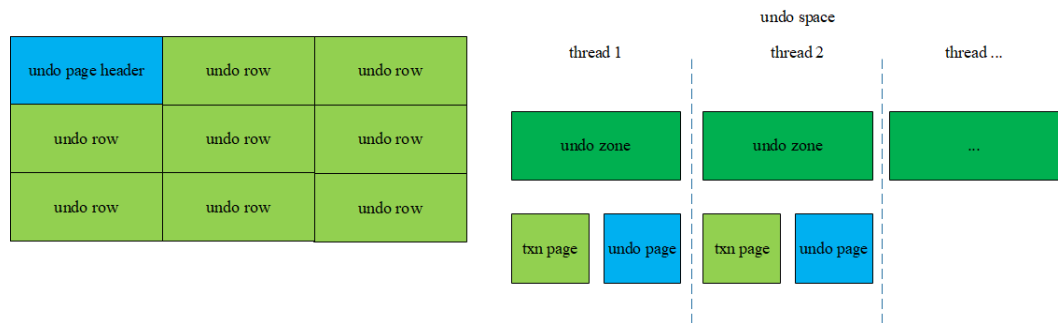 undo page header
undo row
undo row
undo row
undo row
undo row
undo row
undo row
undo row
undo space
thread 1
thread 2
thread ...
undo zone
undo zone
...
txn page
undo page
txn page
undo page